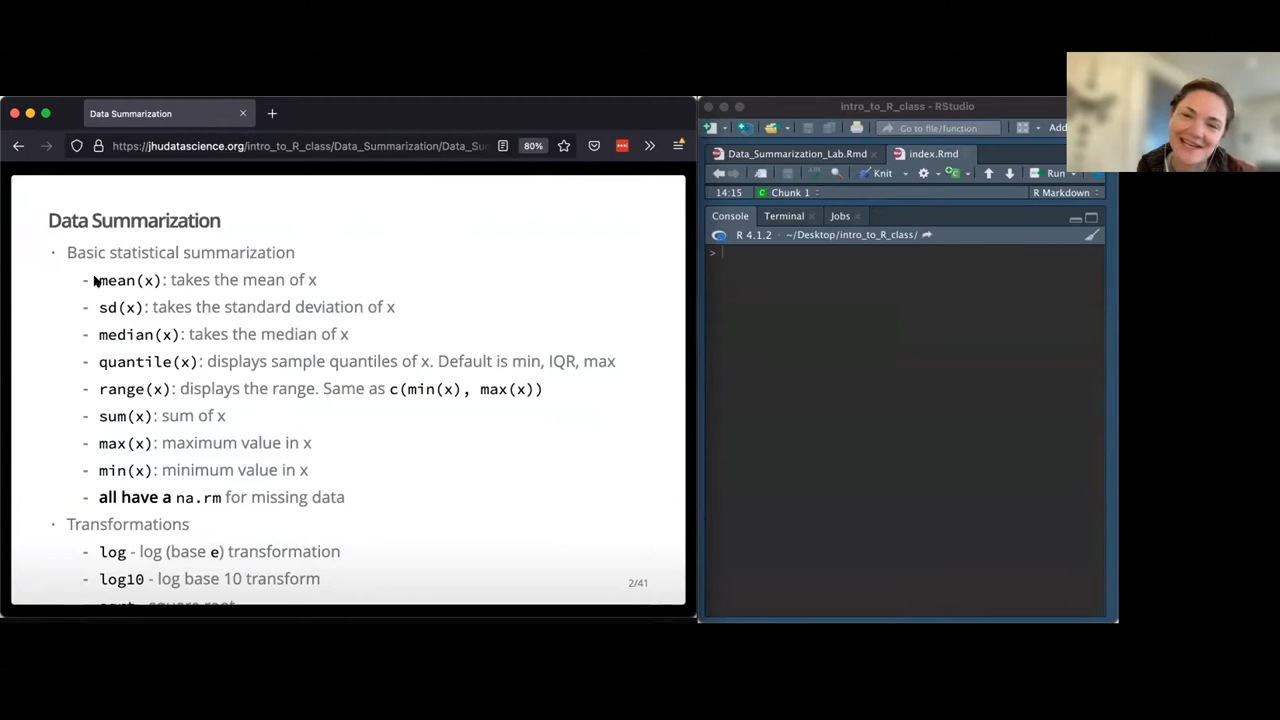 Data Summarization
https://jhudatascience.org/intro_to_R_class/Data_Summarization/Data_Sun
80%
Data Summarization
· Basic statistical summarization
- mean(x): takes the mean of x
- sd(x): takes the standard deviation of x
- median(x): takes the median of x
- quantile(x): displays sample quantiles of x. Default is min, IQR, max
- range(x): displays the range. Same as c(min(x), max(x))
- sum(x): sum of x
- max(x): maximum value in x
- min(x): minimum value in x
- all have a na.rm for missing data
· Transformations
- log - log (base e) transformation
- log10 - log base 10 transform
2/41
intro_to_R_class - RStudio
Go to file/function
Add
Data_Summarization_Lab.Rmd
index.Rmd
Knit
Run
14:15
Chunk 1
R Markdown
Console
Terminal
Jobs
R 4.1.2 · ~/Desktop/intro_to_R_class/
>